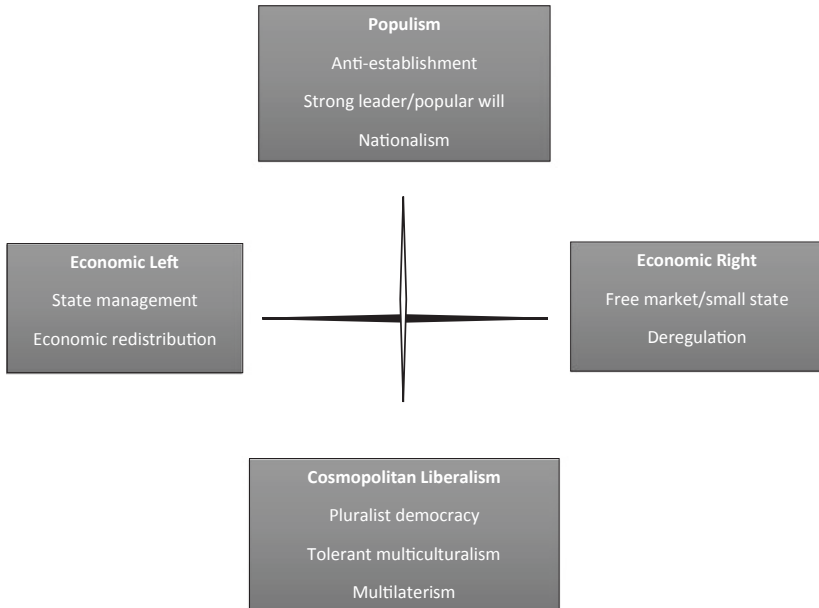 Populism
Anti-establishment
Strong leader/popular will
Nationalism
Economic Left
State management
Economic redistribution
Economic Right
Free market/small state
Deregulation
Cosmopolitan Liberalism
Pluralist democracy
Tolerant multiculturalism
Multilaterism